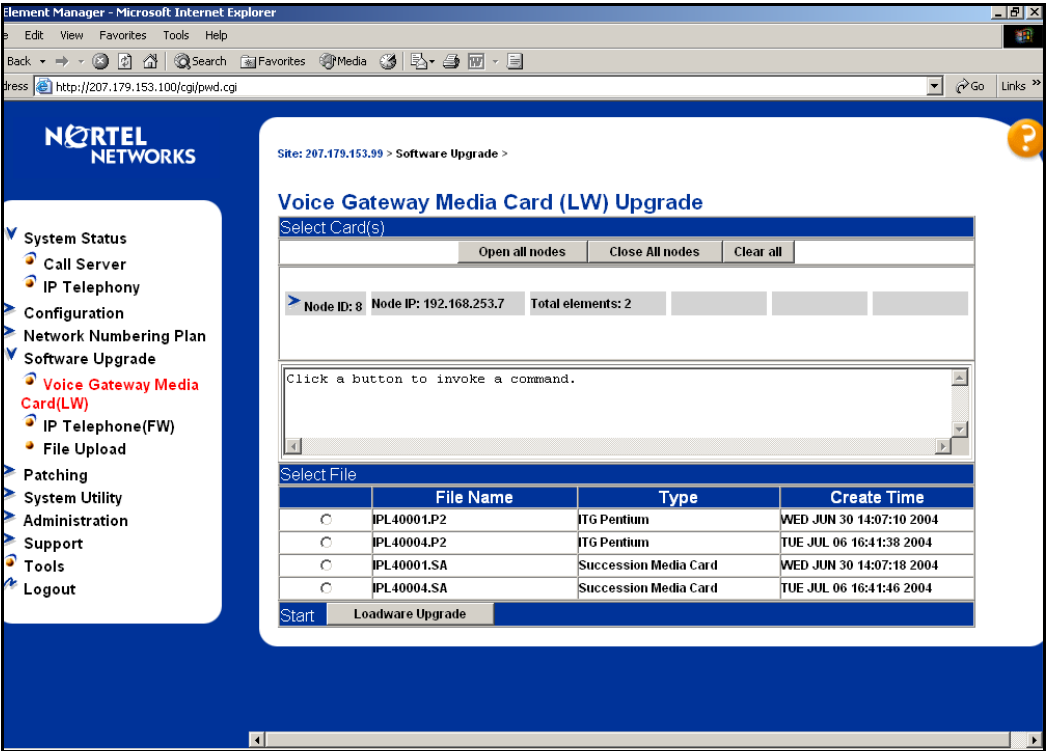 Element Manager - Microsoft Internet Explorer
Edit View Favorites Tools Help
Back Search Favorites Media
dress http://207.179.153.100/cgi/pwd.cgi Go Links »
NORTEL
NETWORKS
Site: 207.179.153.99 > Software Upgrade >
?
System Status
Call Server
IP Telephony
Configuration
Network Numbering Plan
Software Upgrade
Voice Gateway Media
Card(LW)
IP Telephone(FW)
File Upload
Patching
System Utility
Administration
Support
Tools
Logout
Voice Gateway Media Card (LW) Upgrade
Select Card(s)
Open all nodes Close All nodes Clear all
Node ID: 8 Node IP: 192.168.253.7 Total elements: 2
Click a button to invoke a command.
Select File
File Name Type Create Time
IPL40001.P2 ITG Pentium WED JUN 30 14:07:10 2004
IPL40004.P2 ITG Pentium TUE JUL 06 16:41:38 2004
IPL40001.SA Succession Media Card WED JUN 30 14:07:18 2004
IPL40004.SA Succession Media Card TUE JUL 06 16:41:46 2004
Start Loadware Upgrade